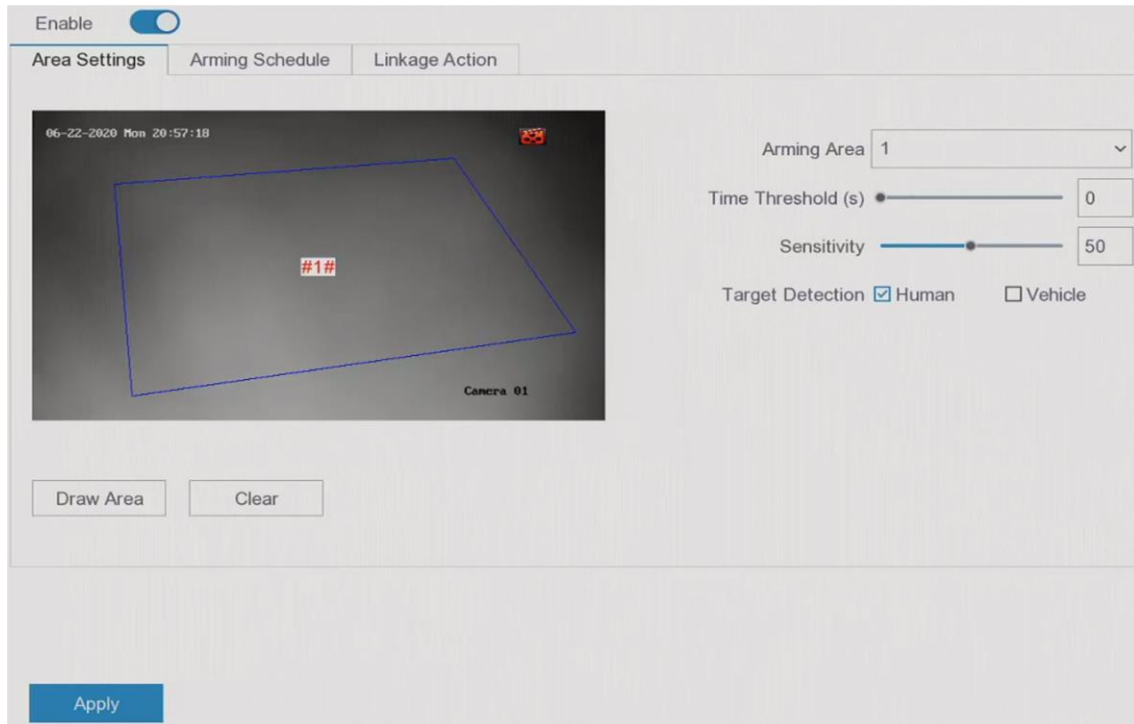 Enable
Area Settings Arming Schedule Linkage Action
06-22-2020 Mon 20:57:18
Arming Area 1
Time Threshold (s) 0
Sensitivity 50
Target Detection Human Vehicle
#1#
Camera 01
Draw Area Clear
Apply